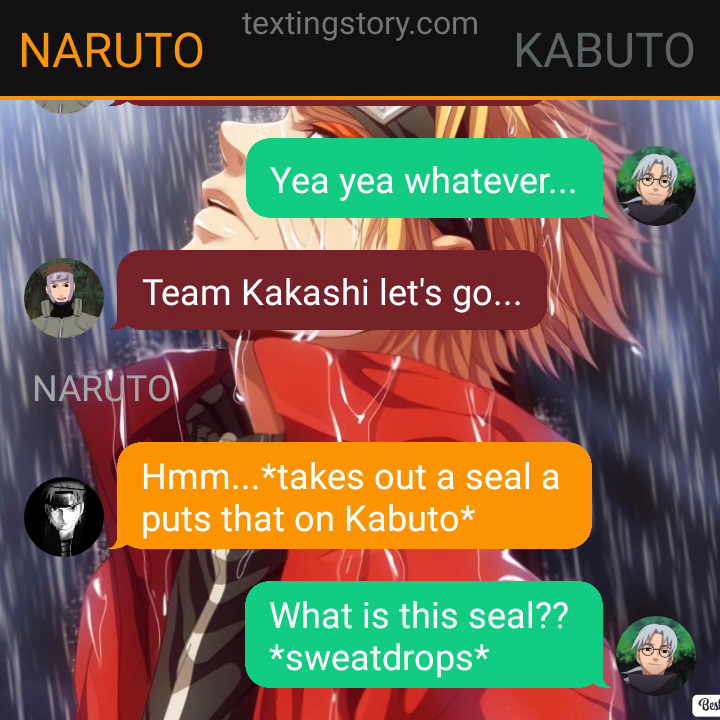 textingstory.com
NARUTO
KABUTO
Yea yea whatever...
Team Kakashi let's go...
NARUTO
Hmm...*takes out a seal a
puts that on Kabuto*
What is this seal??
*sweatdrops*